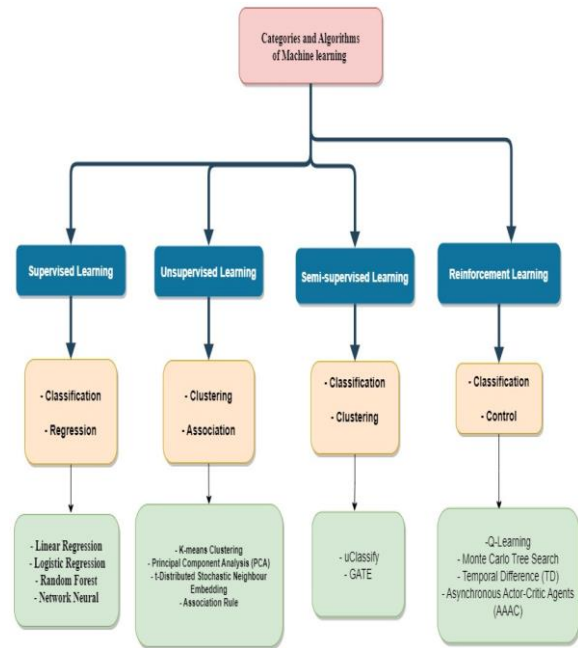 Categories and Algorithms
of Machine learning
Supervised Learning
Unsupervised Learning
Semi-supervised Learning
Reinforcement Learning
- Classification
- Regression
- Clustering
- Association
- Classification
- Clustering
- Classification
- Control
- Linear Regression
- Logistic Regression
- Random Forest
- Network Neural
- K-means Clustering
- Principal Component Analysis (PCA)
- t-Distributed Stochastic Neighbour
Embedding
- Association Rule
- uClassify
- GATE
-Q-Learning
- Monte Carlo Tree Search
- Temporal Difference (TD)
- Asynchronous Actor-Critic Agents
(AAAC)